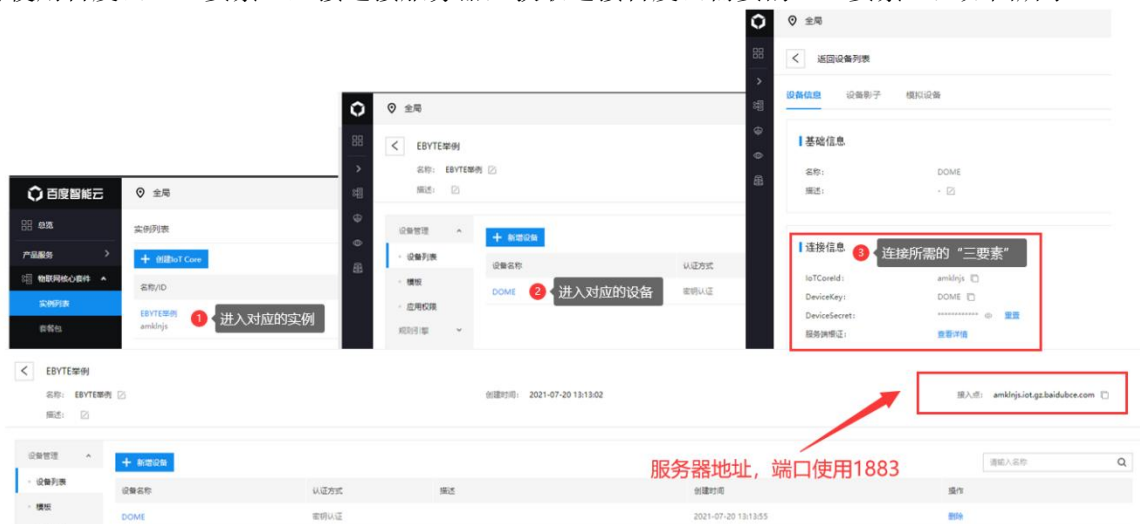 全局
返回设备列表
设备信息 设备影子 模拟设备
基础信息
名称: DOME
描述: -
连接信息 3 连接所需的“三要素”
IoTCoreId: amklnjs
DeviceKey: DOME
DeviceSecret: ************ 重置
服务端凭证: 查看详情
全局
EBYTE举例
名称: EBYTE举例
描述:
设备管理
新增设备
设备列表
设备名称 认证方式
模板
DOME 2 进入对应的设备 密钥认证
应用权限
规则引擎
百度智能云 全局
总览
实例列表
产品服务
创建IoT Core
物联网核心套件
名称/ID
实例列表
EBYTE举例
amklnjs
1 进入对应的实例
套餐包
EBYTE举例
名称: EBYTE举例 创建时间: 2021-07-20 13:13:02 接入点: amklnjs.iot.gz.baidubce.com
描述:
设备管理
新增设备
服务器地址，端口使用1883
请输入名称
设备列表
设备名称 认证方式 描述 创建时间 操作
模板
DOME 密钥认证 2021-07-20 13:13:55 删除